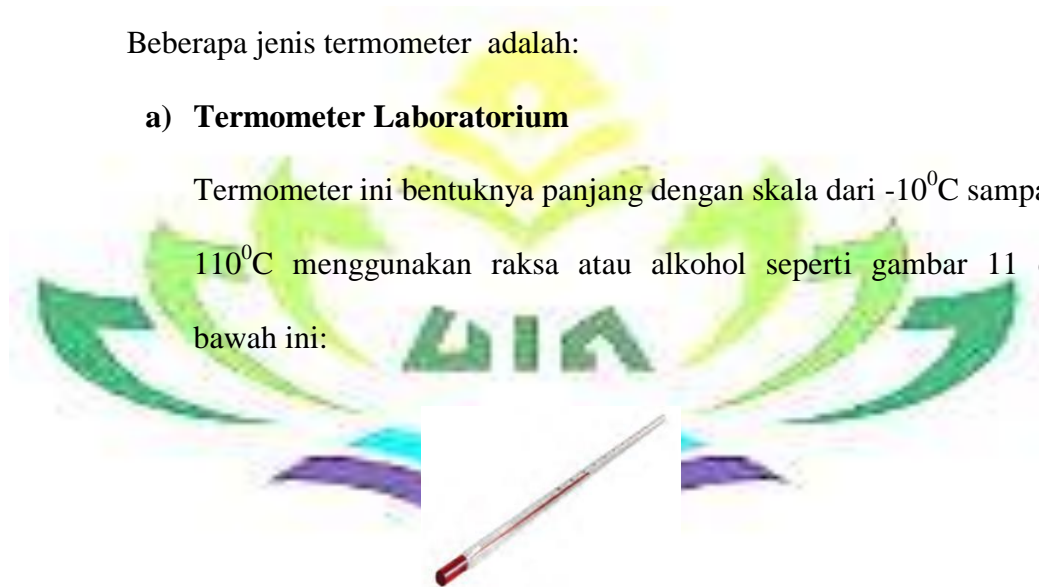 Beberapa jenis termometer adalah:
a) Termometer Laboratorium
Termometer ini bentuknya panjang dengan skala dari -10⁰C sampa
110⁰C menggunakan raksa atau alkohol seperti gambar 11
bawah ini: